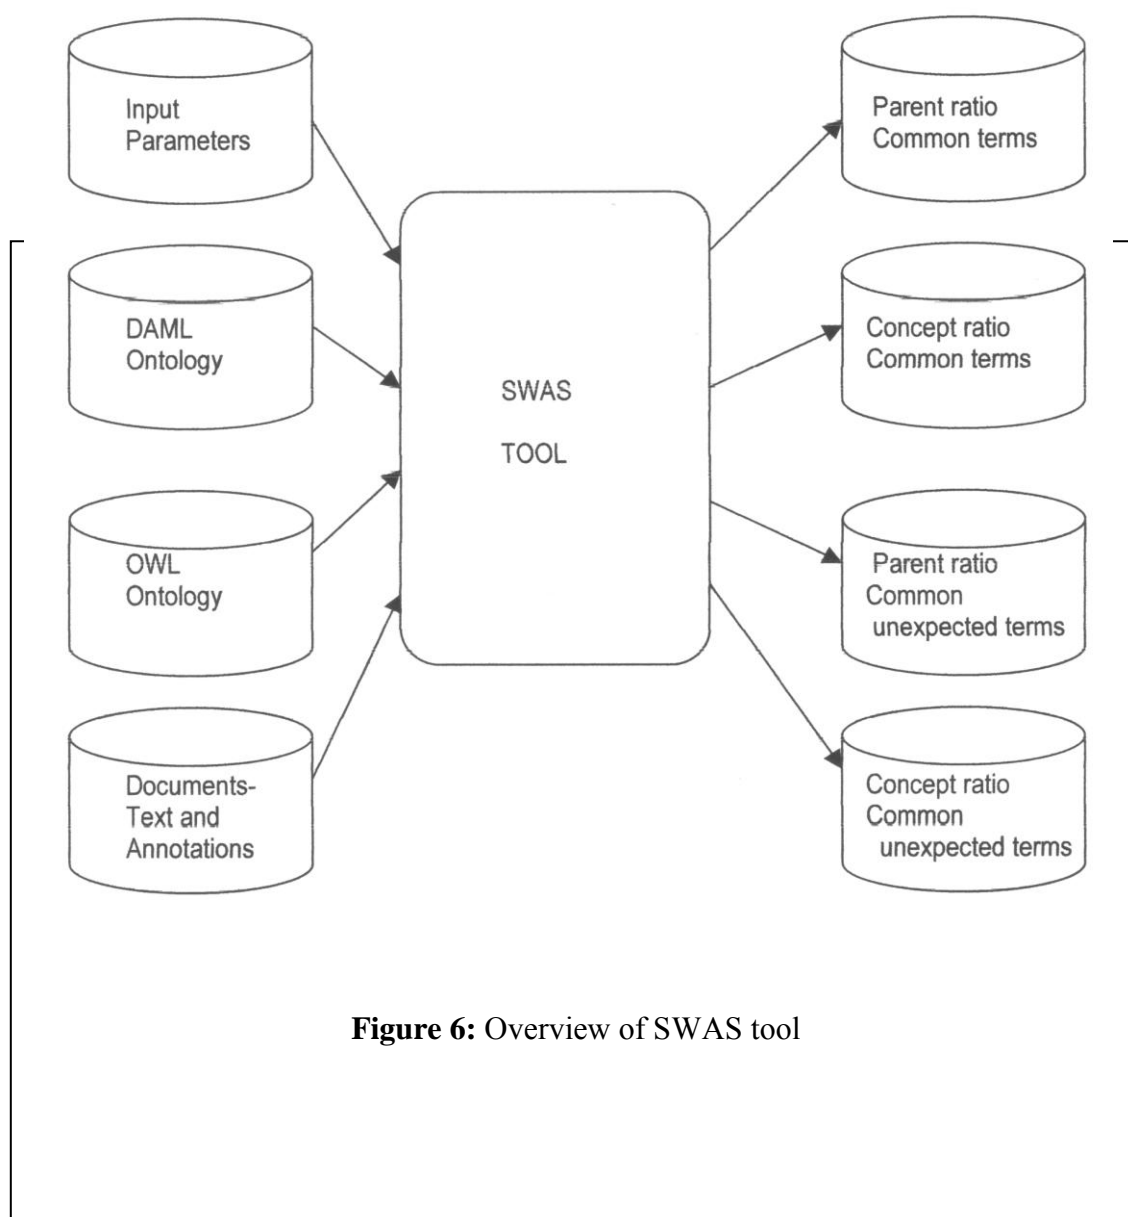 Input
Parameters
DAML
Ontology
OWL
Ontology
Documents-
Text and
Annotations
SWAS
TOOL
Parent ratio
Common terms
Concept ratio
Common terms
Parent ratio
Common
unexpected terms
Concept ratio
Common
unexpected terms
Figure 6: Overview of SWAS tool